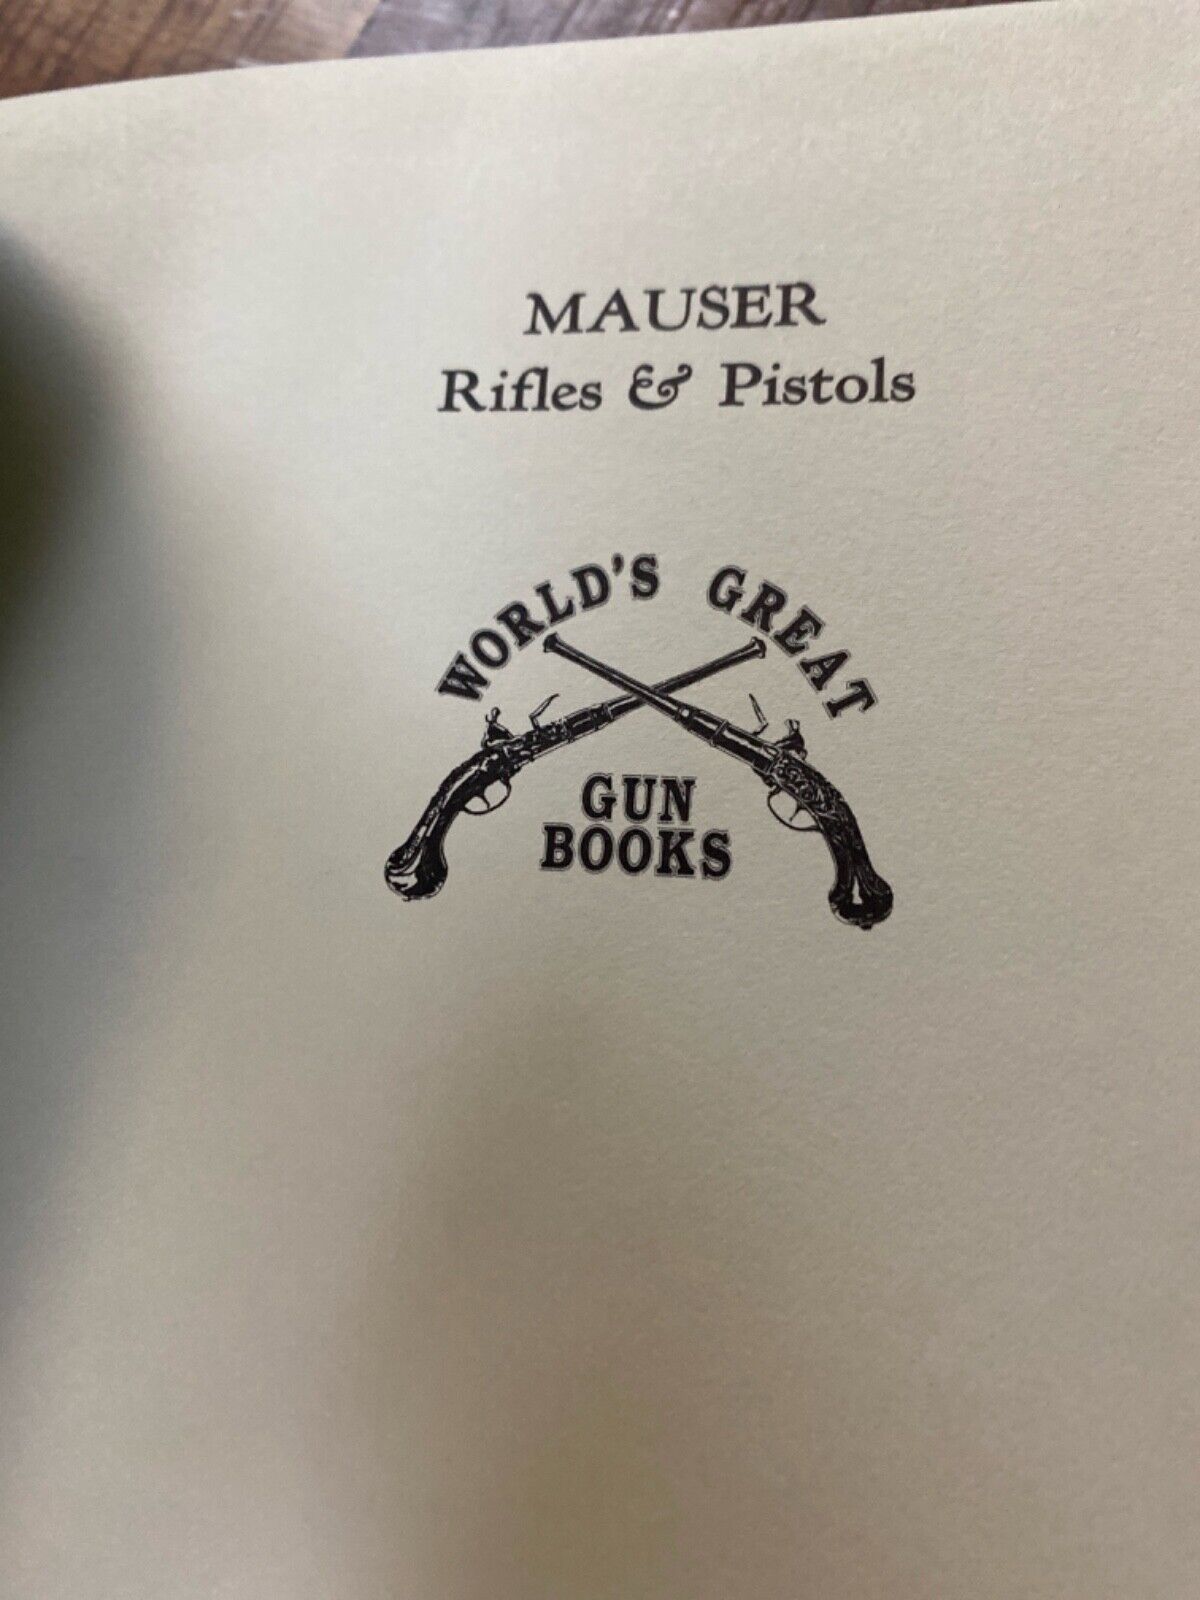 MAUSER
Rifles & Pistols
WORLD'S GREAT
GUN
BOOKS